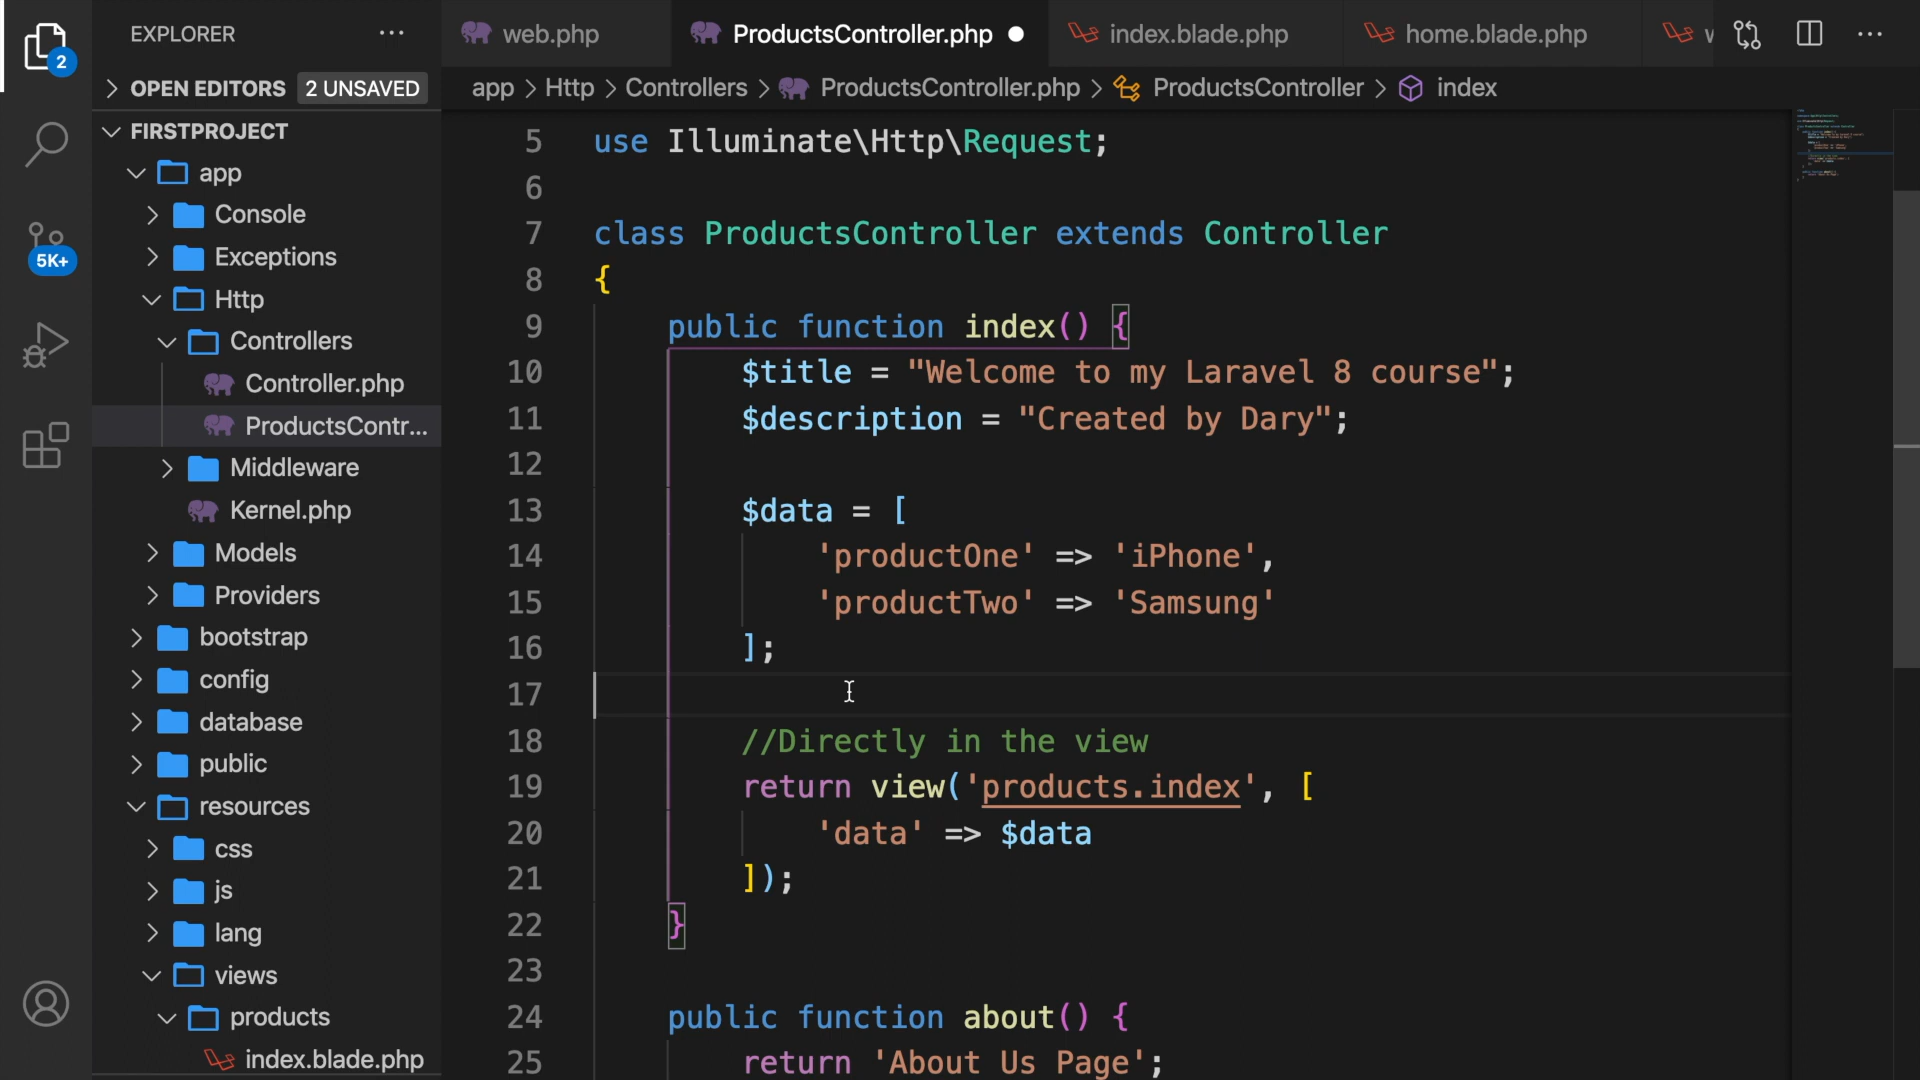 EXPLORER
web.php
ProductsController.php
index.blade.php
home.blade.php
2
OPEN EDITORS
2 UNSAVED
app > Http > Controllers > ProductsController.php > ProductsController > index
FIRSTPROJECT
app
Console
Exceptions
Http
Controllers
Controller.php
ProductsContr...
Middleware
Kernel.php
Models
Providers
bootstrap
config
database
public
resources
css
js
lang
views
products
index.blade.php
5K+
5 use Illuminate\Http\Request;
6
7 class ProductsController extends Controller
8 {
9 public function index() {
10 $title = "Welcome to my Laravel 8 course";
11 $description = "Created by Dary";
12
13 $data = [
14 'productOne' => 'iPhone',
15 'productTwo' => 'Samsung'
16 ];
17
18 //Directly in the view
19 return view('products.index', [
20 'data' => $data
21 ]);
22 }
23
24 public function about() {
25 return 'About Us Page';